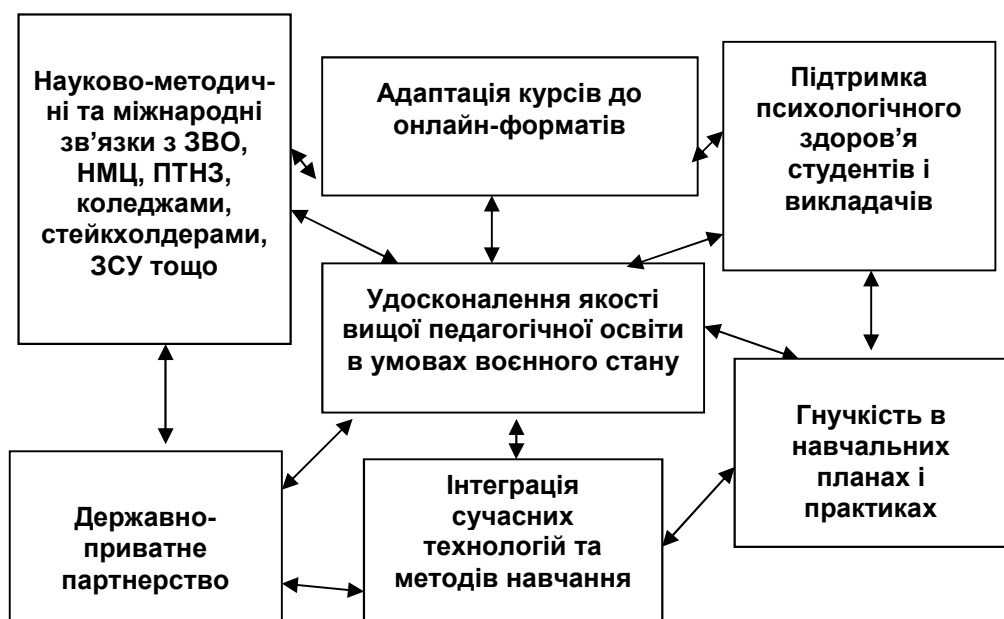 Науково-методич-
ні та міжнародні
зв’язки з ЗВО,
НМЦ, ПТНЗ,
коледжами,
стейкхолдерами,
ЗСУ тощо
Адаптація курсів до
онлайн-форматів
Підтримка
психологічного
здоров’я
студентів і
викладачів
Удосконалення якості
вищої педагогічної освіти
в умовах воєнного стану
Гнучкість в
навчальних
планах і
практиках
Державно-
приватне
партнерство
Інтеграція
сучасних
технологій та
методів навчання